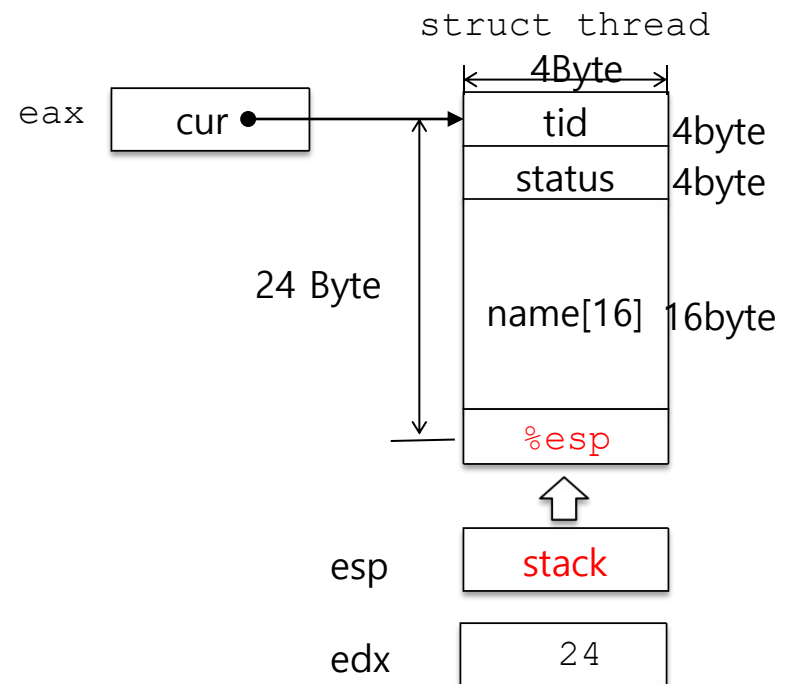 struct thread
4Byte
eax
cur
tid
4byte
status
4byte
24 Byte
name[16]
16byte
%esp
esp
stack
edx
24